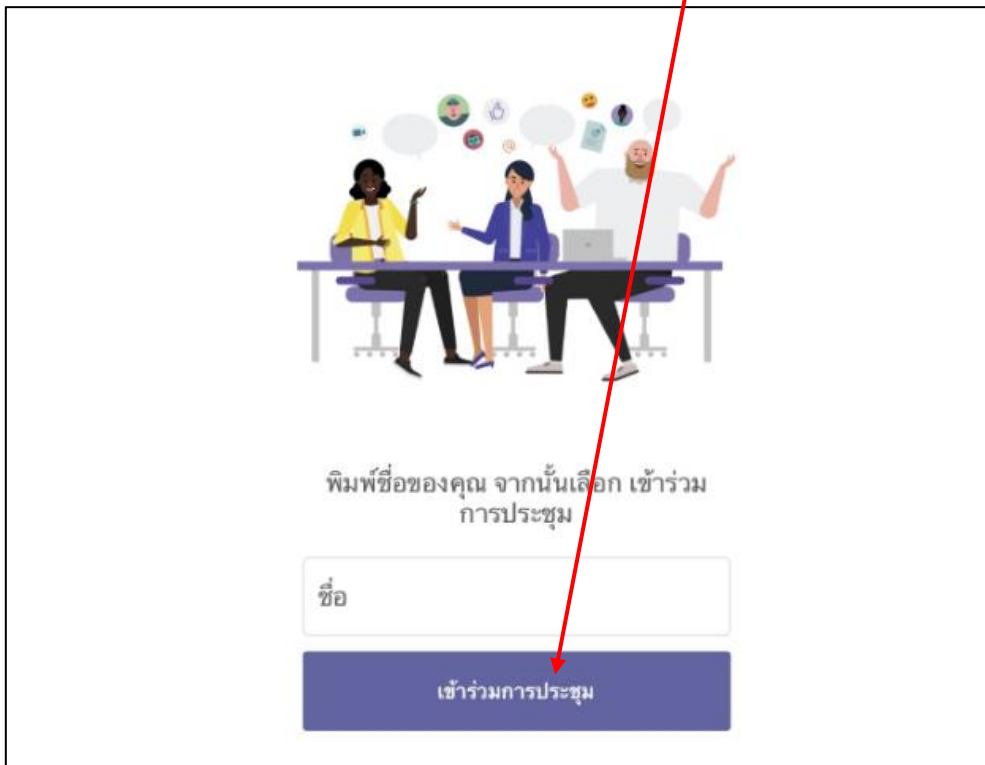 พิมพ์ชื่อของคุณ จากนั้นเลือก เข้าร่วม
การประชุม
ชื่อ
เข้าร่วมการประชุม